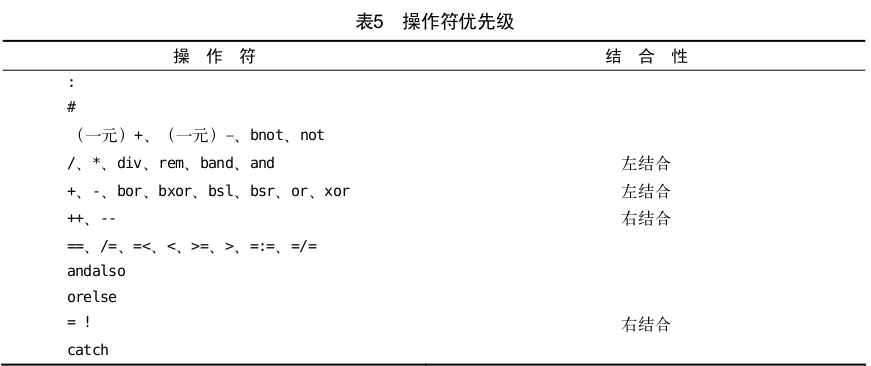 表5 操作符优先级
操 作 符 结 合 性
:
#
（一元）+、（一元）–、bnot、not
/、*、div、rem、band、and 左结合
+、-、bor、bxor、bsl、bsr、or、xor 左结合
++、-- 右结合
==、/=、=<、<、>=、>、=:=、=/=
andalso
orelse
= ! 右结合
catch